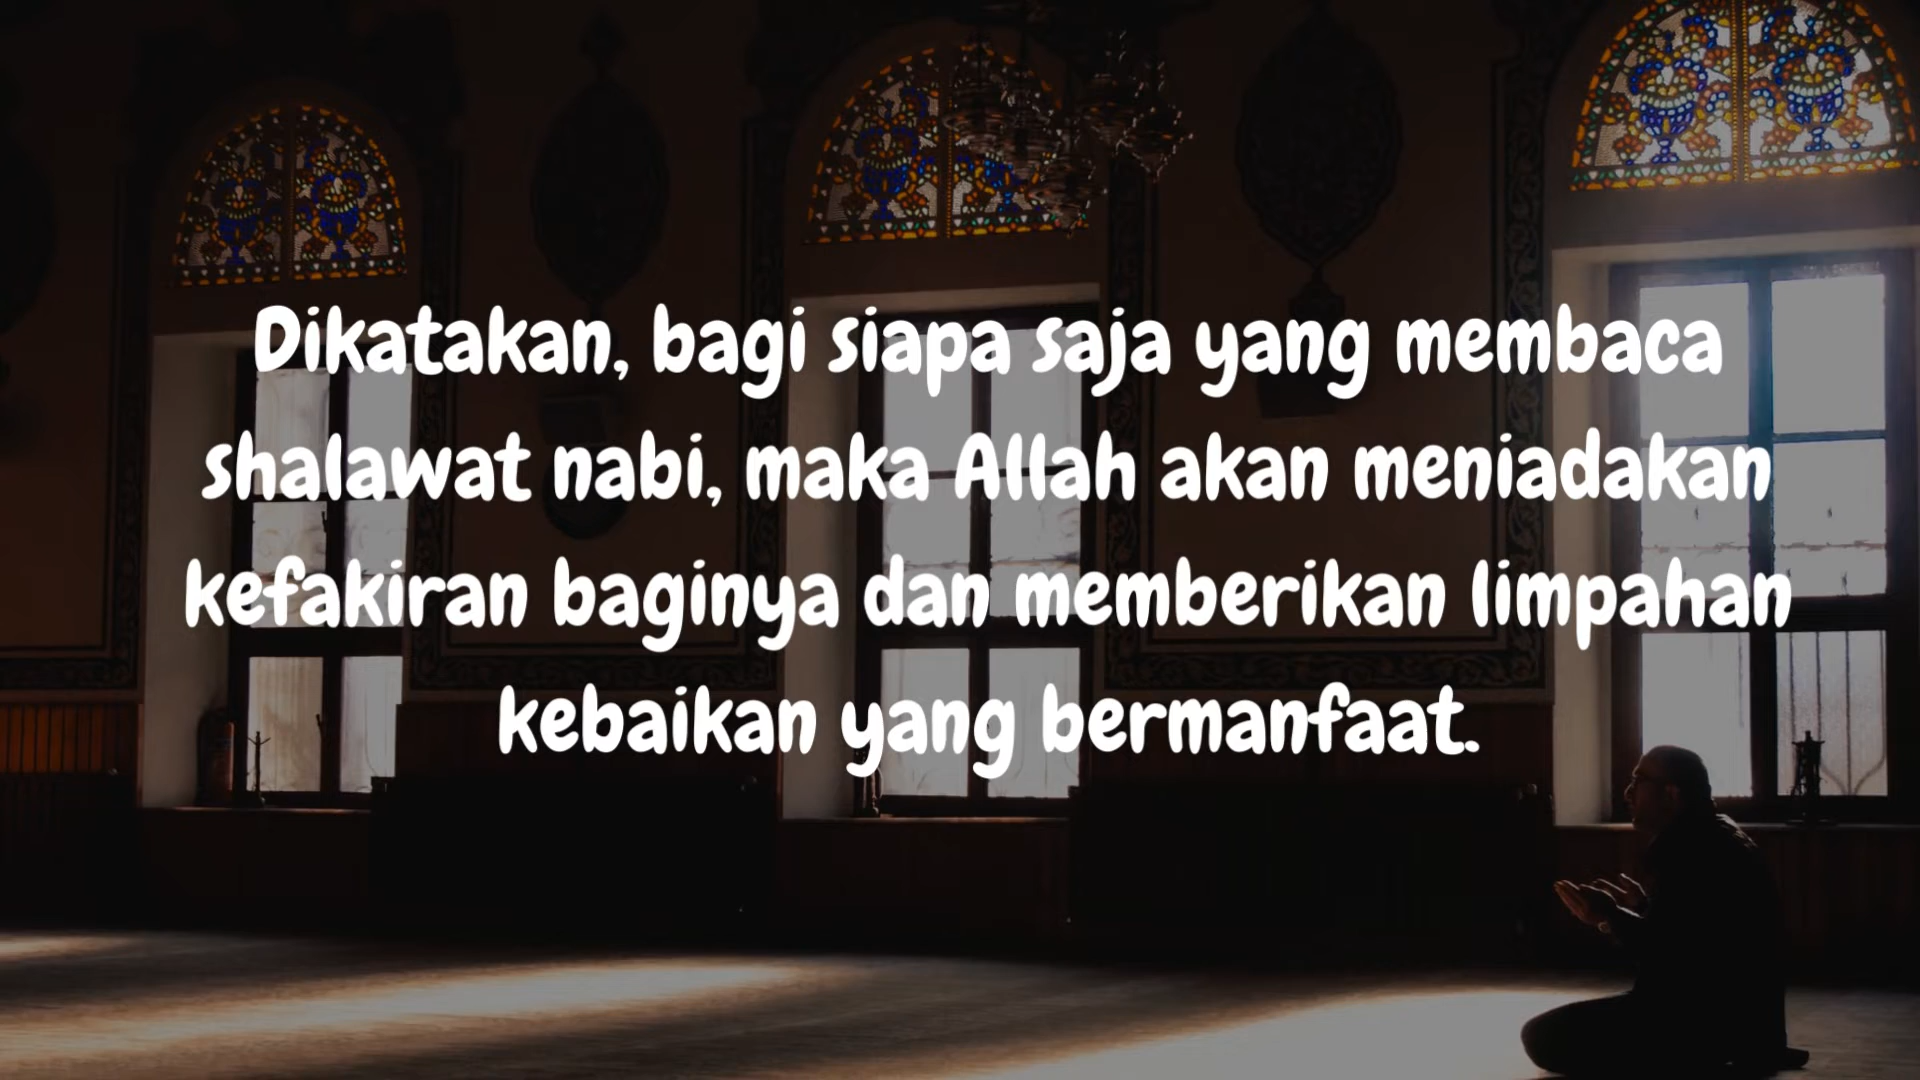 Dikatakan, bagi siapa saja yang membaca
shalawat nabi, maka Allah akan meniadakan
kefakiran baginya dan memberikan limpahan
kebaikan yang bermanfaat.